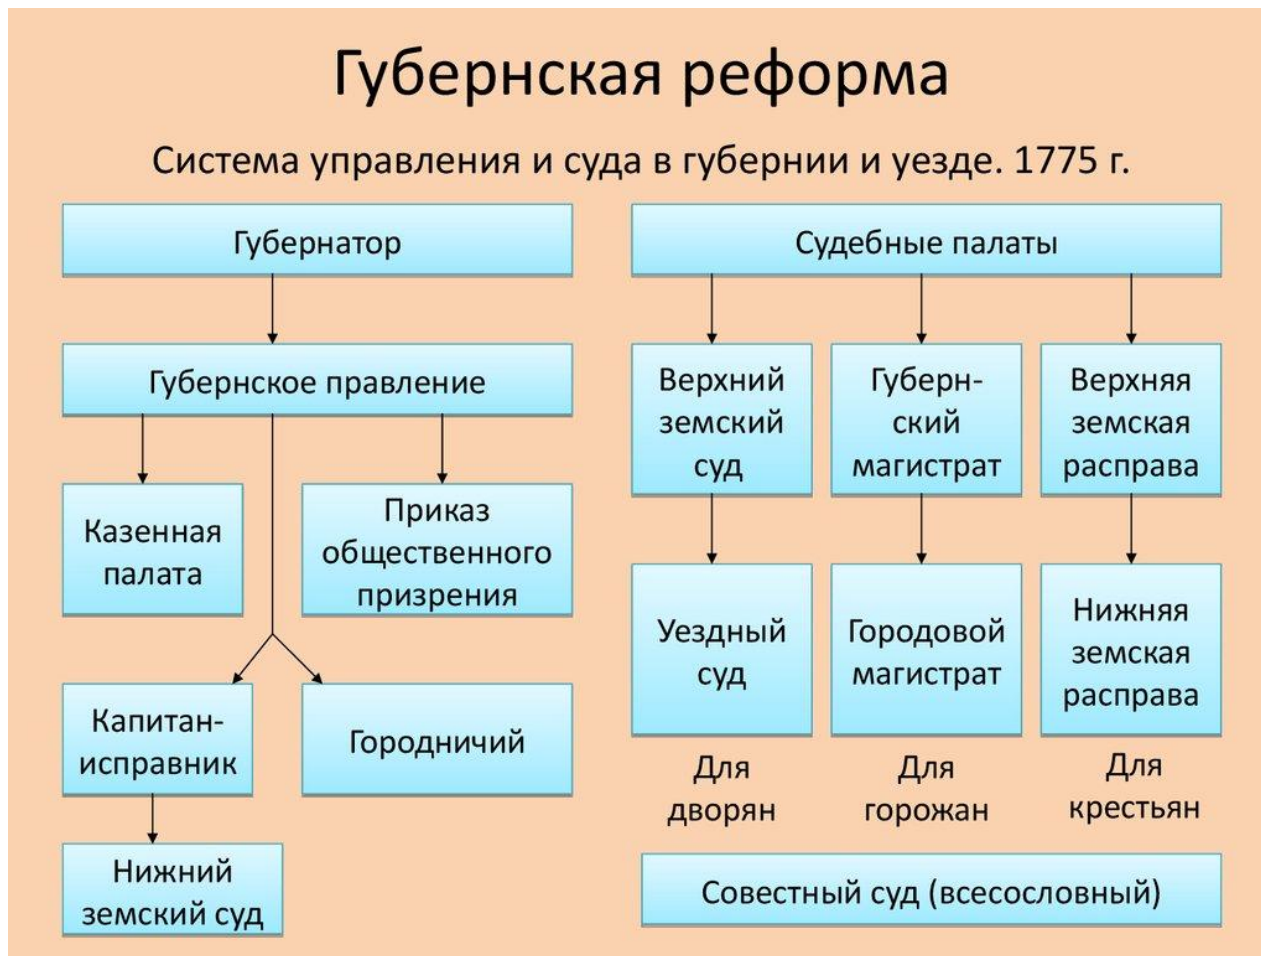 Губернская реформа
Система управления и суда в губернии и уезде. 1775 г.
Губернатор
Губернское правление
Казенная
палата
Приказ
общественного
призрения
Капитан-
исправник
Городничий
Нижний
земский суд
Судебные палаты
Верхний
земский
суд
Губерн-
ский
магистрат
Верхняя
земская
расправа
Уездный
суд
Городовой
магистрат
Нижняя
земская
расправа
Для
дворян
Для
горожан
Для
крестьян
Совестный суд (всесословный)